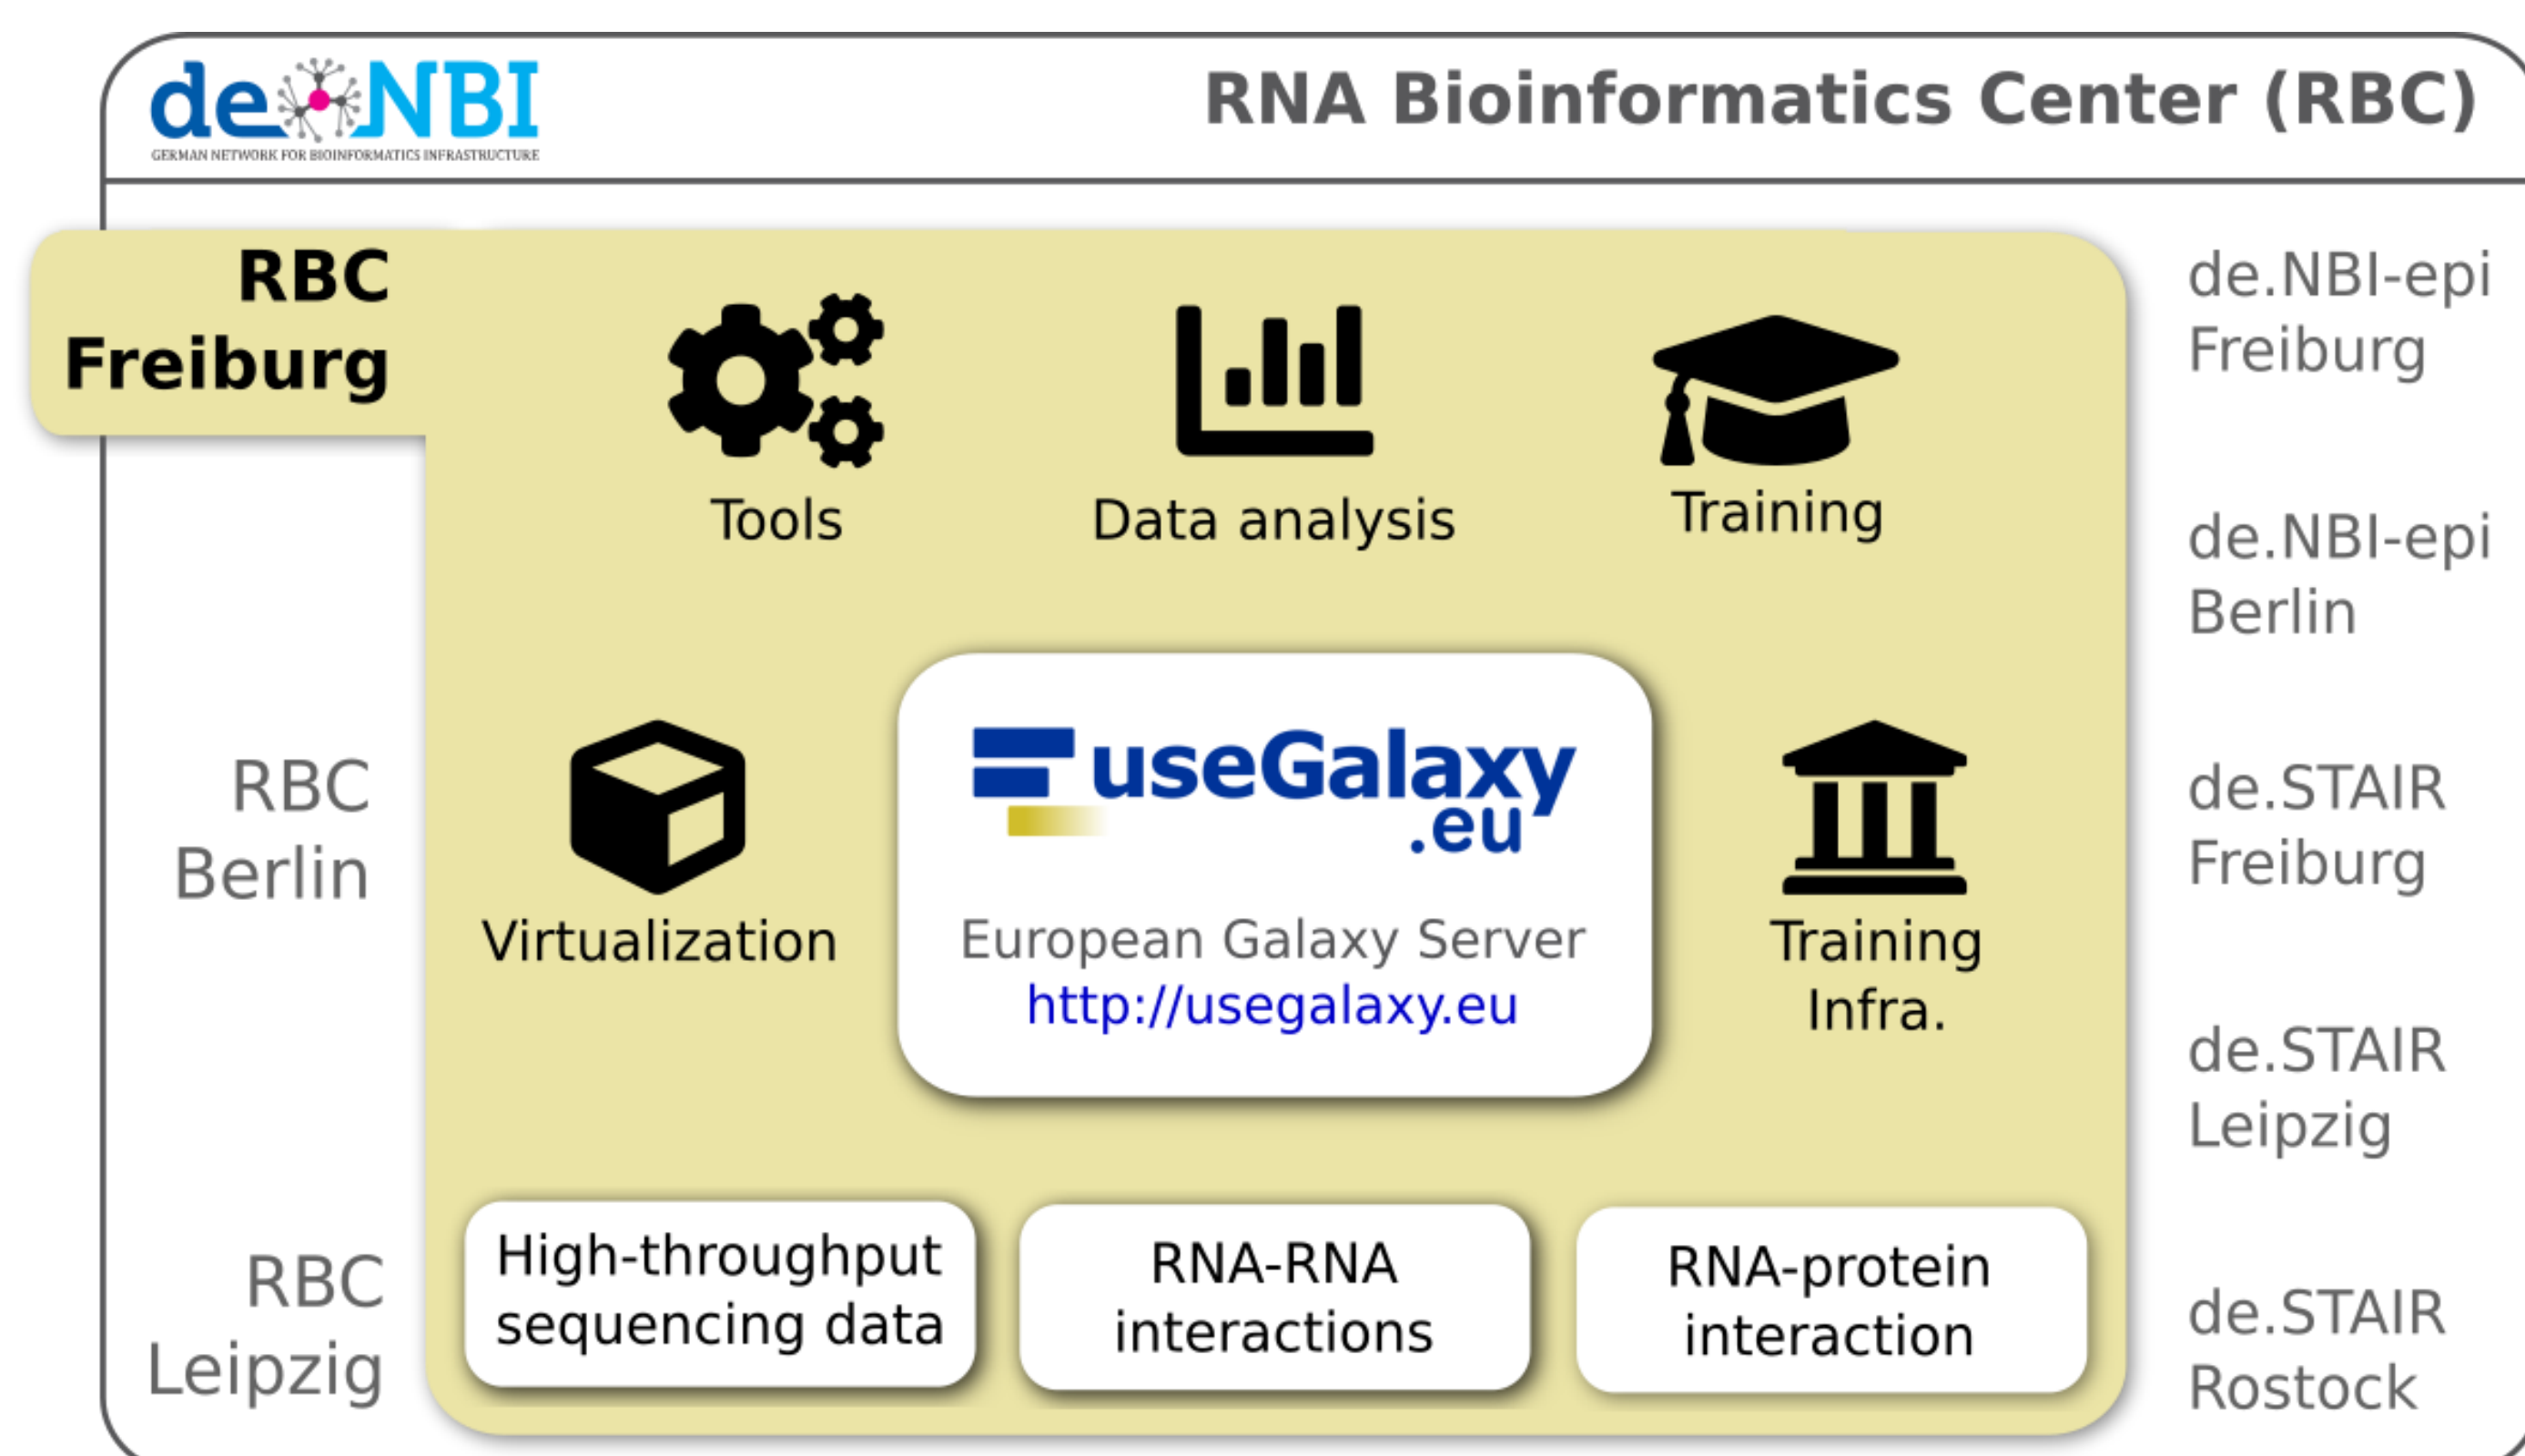 de NBI
GERMAN NETWORK FOR BIOINFORMATICS INFRASTRUCTURE
RNA Bioinformatics Center (RBC)
RBC
Freiburg
Tools
Data analysis
Training
de.NBI-epi
Freiburg
de.NBI-epi
Berlin
RBC
Berlin
Virtualization
useGalaxy
.eu
European Galaxy Server
http://usegalaxy.eu
Training
Infra.
de.STAIR
Freiburg
de.STAIR
Leipzig
RBC
Leipzig
High-throughput
sequencing data
RNA-RNA
interactions
RNA-protein
interaction
de.STAIR
Rostock